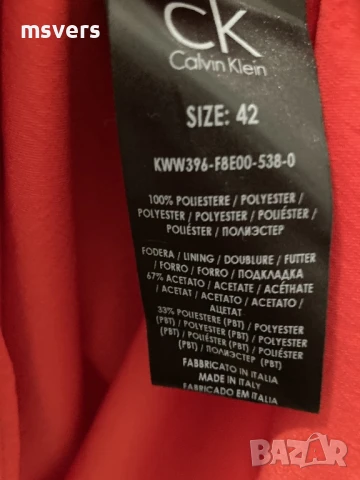 msvers
CK
Calvin Klein
SIZE: 42
KWW396-F8E00-538-0
100% POLIESTERE / POLYESTER /
POLYESTER / POLYESTER / POLIÉSTER /
POLIÉSTER / ПОЛИЭСТЕР
FODERA / LINING / DOUBLURE / FUTTER
/ FORRO / FORRO / ПОДКЛАДКА
67% ACETATO / ACETATE / ACÉTHATE
/ ACETAT / ACETATO / ACETATO /
АЦЕТАТ
33% POLIESTERE (PBT) / POLYESTER
(PBT) / POLYESTER (PBT) / POLYESTER
(PBT) / POLIÉSTER (PBT) / POLIÉSTER
(PBT) / ПОЛИЭСТЕР (PBT)
FABBRICATO IN ITALIA
MADE IN ITALY
FABRICADO EM ITALIA
BAZAR